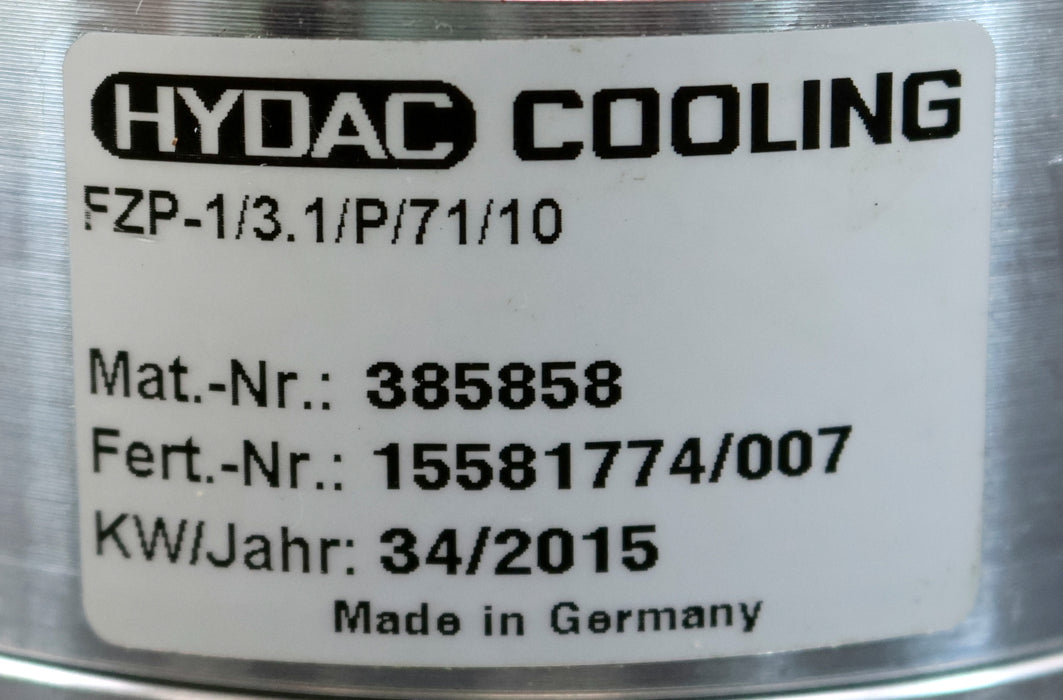 HYDAC COOLING
FZP-1/3.1/P/71/10
Mat.-Nr.: 385858
Fert.-Nr.: 15581774/007
KW/Jahr: 34/2015
Made in Germany